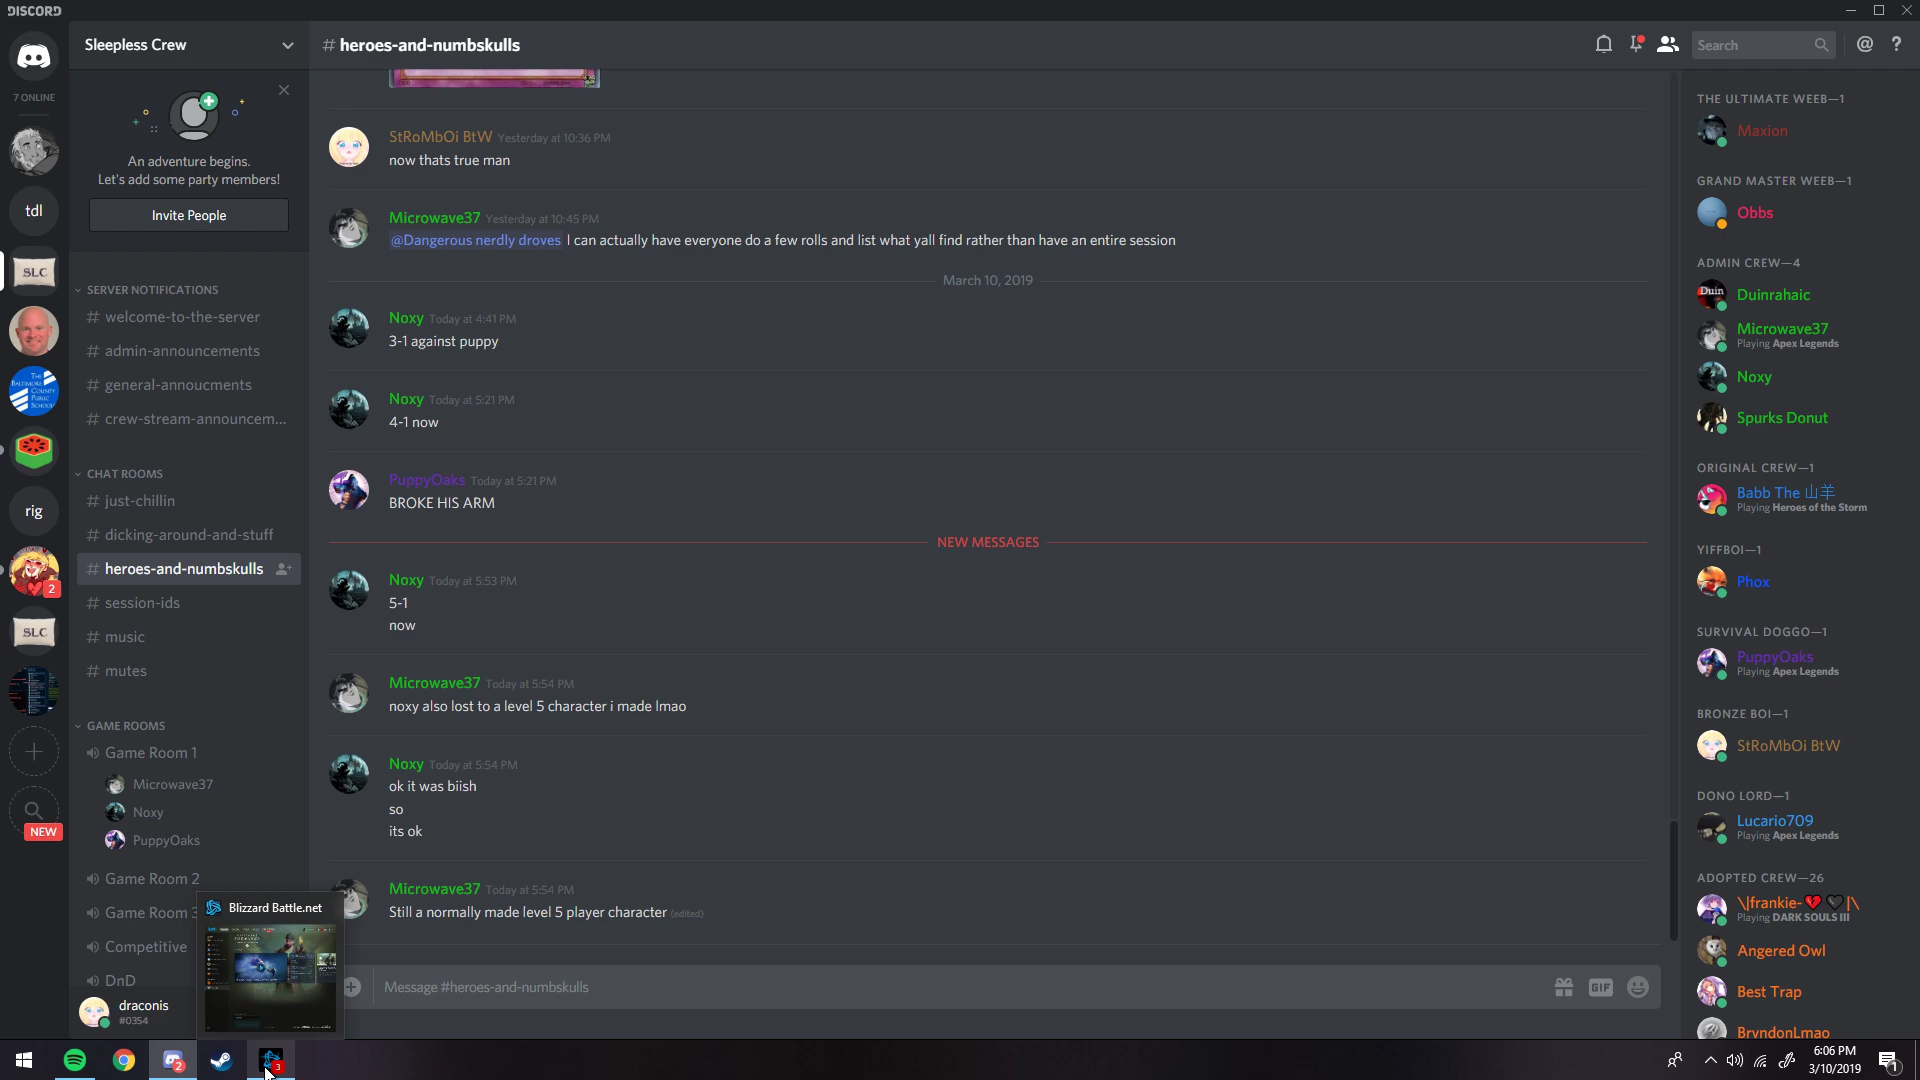 DISCORD
7 ONLINE
tdl
SLC
THE BALTIMORE COUNTY PUBLIC SCHOOLS
rig
2
SLC
NEW
Sleepless Crew
An adventure begins.
Let's add some party members!
Invite People
SERVER NOTIFICATIONS
# welcome-to-the-server
# admin-announcements
# general-annoucments
# crew-stream-announcem...
CHAT ROOMS
# just-chillin
# dicking-around-and-stuff
# heroes-and-numbskulls
# session-ids
# music
# mutes
GAME ROOMS
Game Room 1
Microwave37
Noxy
PuppyOaks
Game Room 2
Game Room 3
Competitive
DnD
draconis
#0354
Blizzard Battle.net
# heroes-and-numbskulls
Search
@ ?
StRoMbOi BtW Yesterday at 10:36 PM
now thats true man
Microwave37 Yesterday at 10:45 PM
@Dangerous nerdly droves I can actually have everyone do a few rolls and list what yall find rather than have an entire session
March 10, 2019
Noxy Today at 4:41 PM
3-1 against puppy
Noxy Today at 5:21 PM
4-1 now
PuppyOaks Today at 5:21 PM
BROKE HIS ARM
NEW MESSAGES
Noxy Today at 5:53 PM
5-1
now
Microwave37 Today at 5:54 PM
noxy also lost to a level 5 character i made lmao
Noxy Today at 5:54 PM
ok it was biish
so
its ok
Microwave37 Today at 5:54 PM
Still a normally made level 5 player character (edited)
Message #heroes-and-numbskulls
GIF
THE ULTIMATE WEEB—1
Maxion
GRAND MASTER WEEB—1
Obbs
ADMIN CREW—4
Duin
Duinrahaic
Microwave37
Playing Apex Legends
Noxy
Spurks Donut
ORIGINAL CREW—1
Babb The 山羊
Playing Heroes of the Storm
YIFFBOI—1
Phox
SURVIVAL DOGGO—1
PuppyOaks
Playing Apex Legends
BRONZE BOI—1
StRoMbOi BtW
DONO LORD—1
Lucario709
Playing Apex Legends
ADOPTED CREW—26
\|frankie-💔🖤|\
Playing DARK SOULS III
Angered Owl
Best Trap
BryndonLmao
2
3
6:06 PM
3/10/2019
1